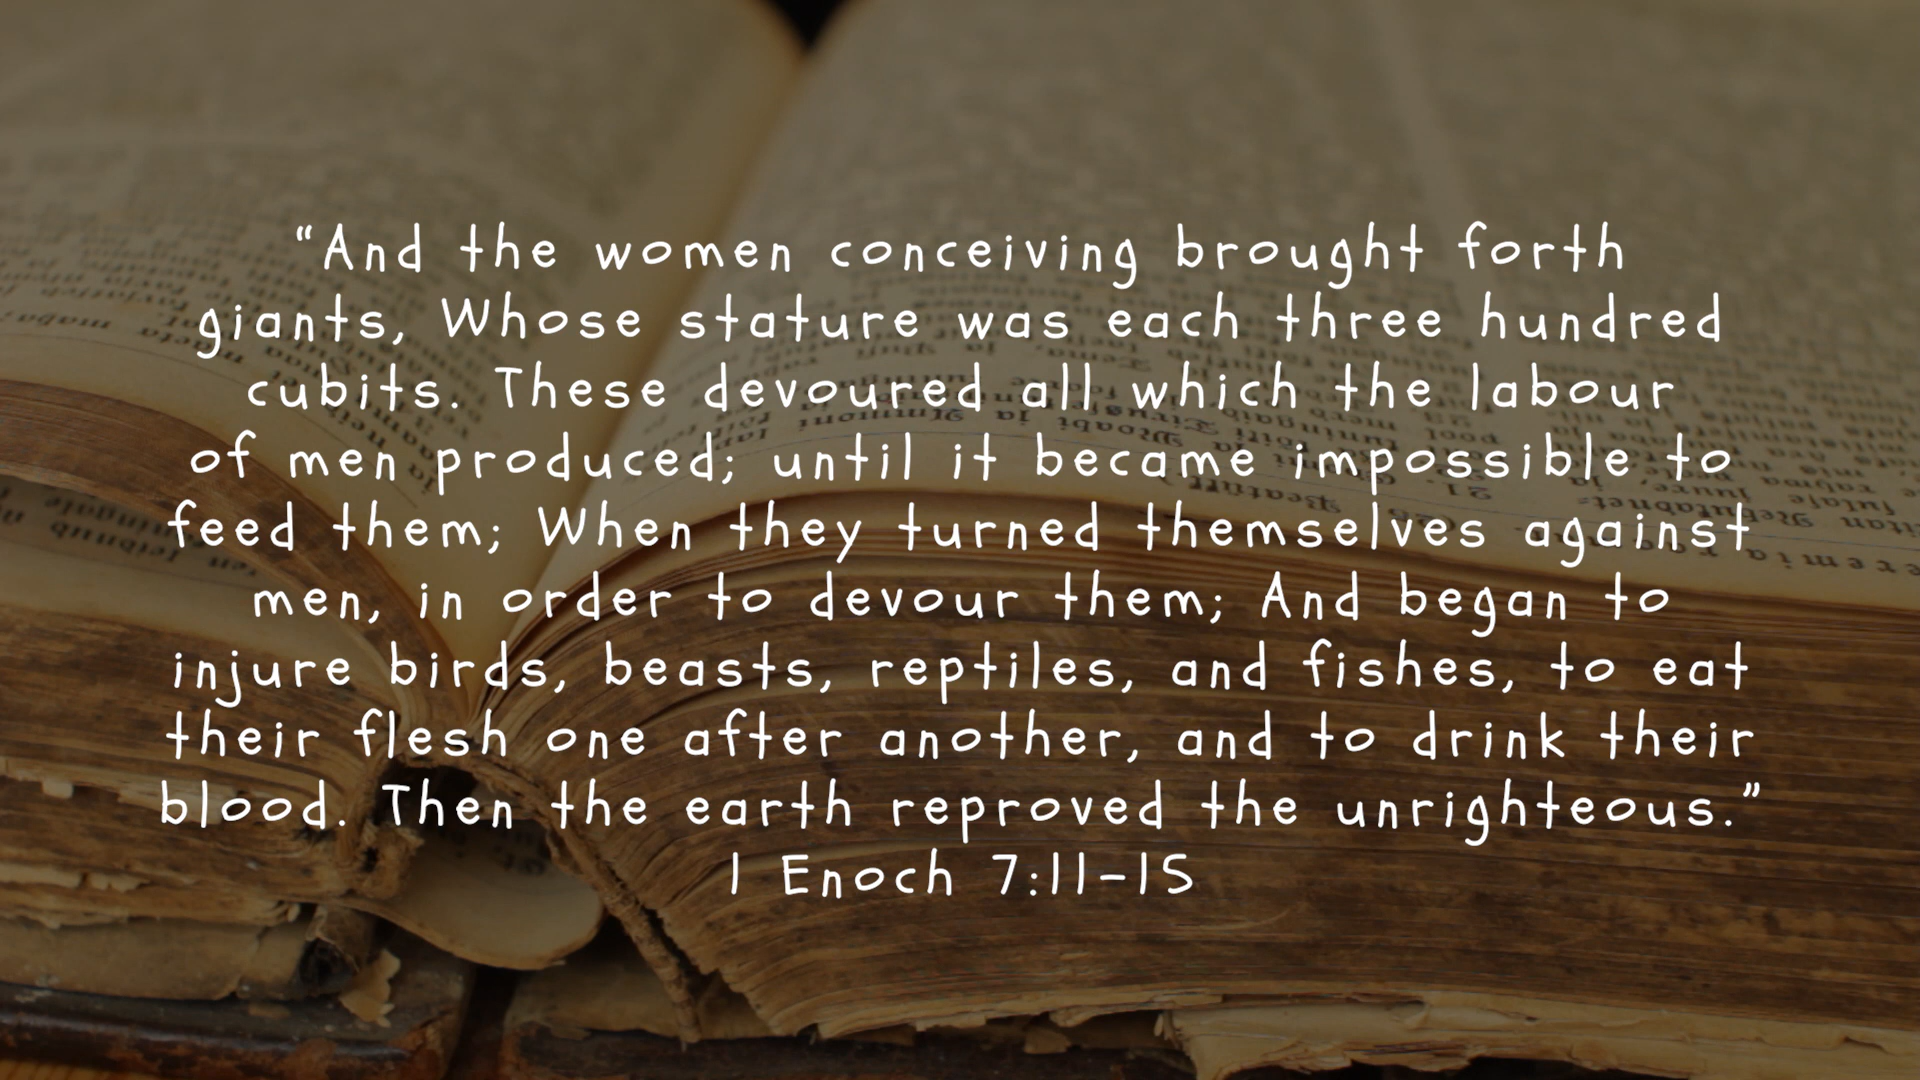 “And the women conceiving brought forth
giants, Whose stature was each three hundred
cubits. These devoured all which the labour
of men produced; until it became impossible to
feed them; When they turned themselves against
men, in order to devour them; And began to
injure birds, beasts, reptiles, and fishes, to eat
their flesh one after another, and to drink their
blood. Then the earth reproved the unrighteous.”
1 Enoch 7:11-15